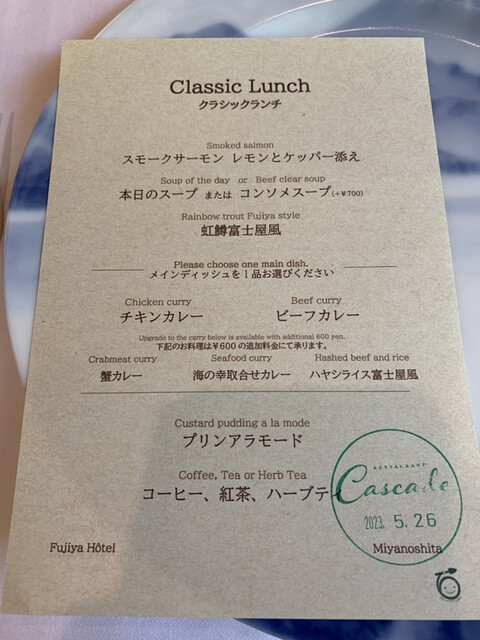 Classic Lunch
クラシックランチ
Smoked salmon
スモークサーモン レモンとケッパー添え
Soup of the day or Beef clear soup
本日のスープ または コンソメスープ(+¥700)
Rainbow trout Fujiya style
虹鱒富士屋風
Please choose one main dish.
メインディッシュを1品お選びください
Chicken curry Beef curry
チキンカレー ビーフカレー
Upgrade to the carry below is available with additional 600 yen.
下記のお料理は¥600の追加料金にて承ります。
Crabmeat curry Seafood curry Hashed beef and rice
蟹カレー 海の幸取合せカレー ハヤシライス富士屋風
Custard pudding a la mode
プリンアラモード
Coffee, Tea or Herb Tea
コーヒー、紅茶、ハーブティ
RESTAURANT
Cascade
2023. 5.26
Fujiya Hôtel Miyanoshita